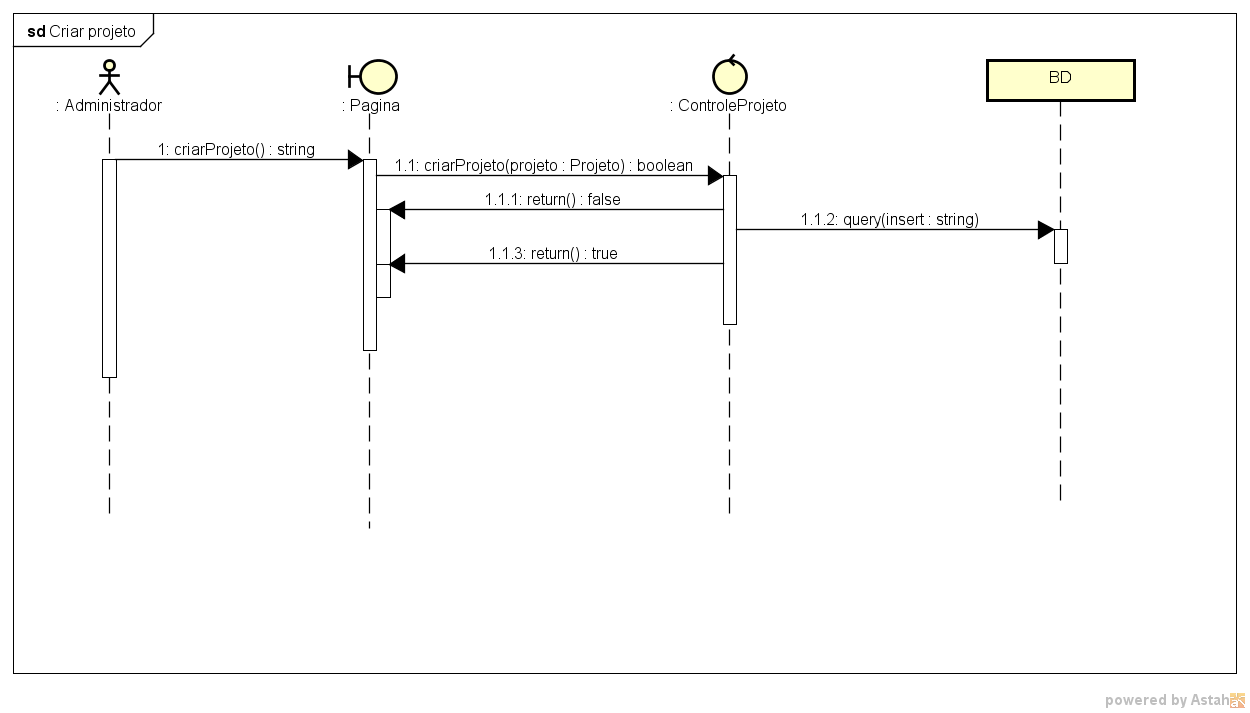 sd Criar projeto
: Administrador
: Pagina
: ControleProjeto
BD
1: criarProjeto() : string
1.1: criarProjeto(projeto : Projeto) : boolean
1.1.1: return() : false
1.1.2: query(insert : string)
1.1.3: return() : true
powered by Astah